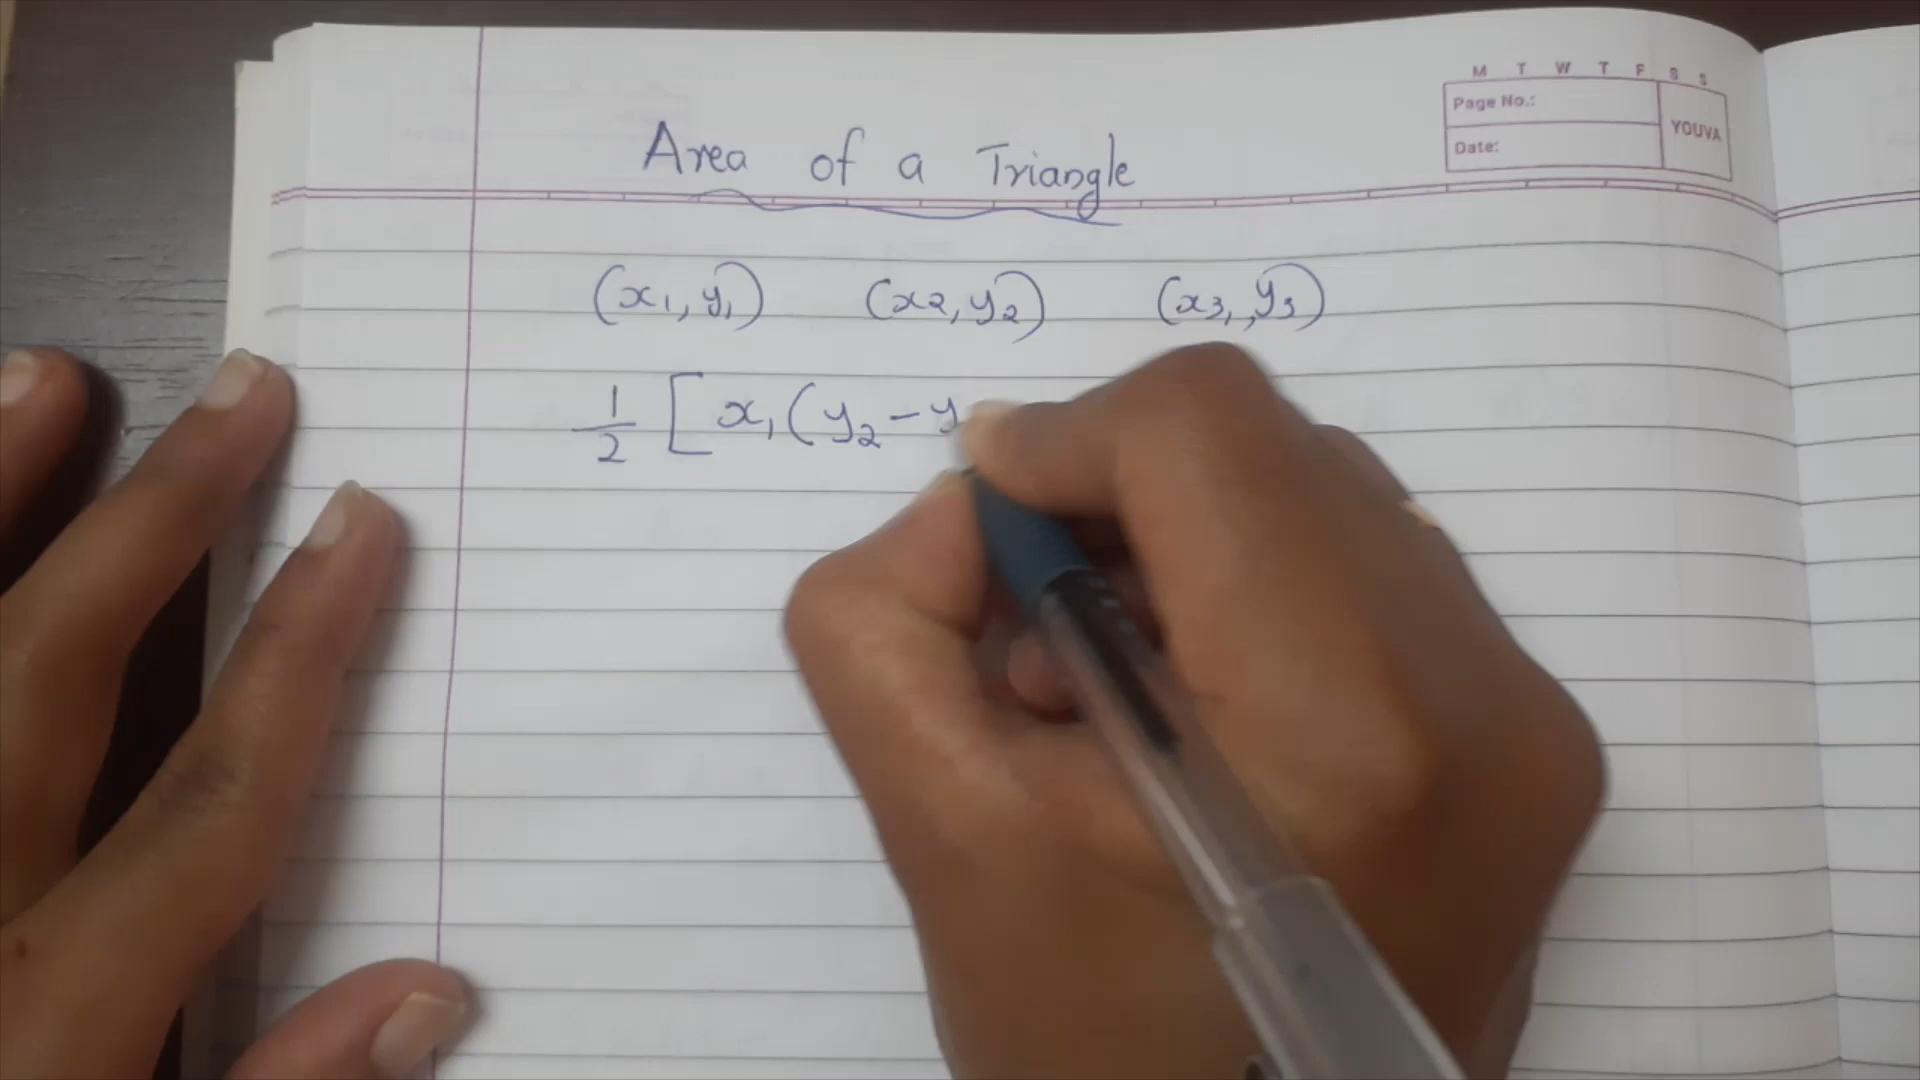 M T W T F S S
Page No.:
YOUVA
Date:
Area of a Triangle
(x1, y1) (x2, y2) (x3, y3)
1/2 [ x1 ( y2 - y